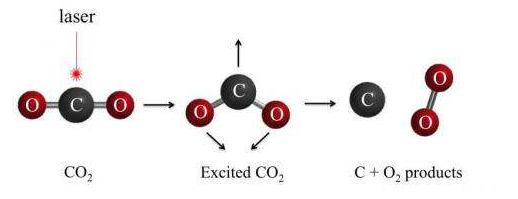 laser
O C O
C
O O
C
O
O
CO₂
Excited CO₂
C + O₂ products